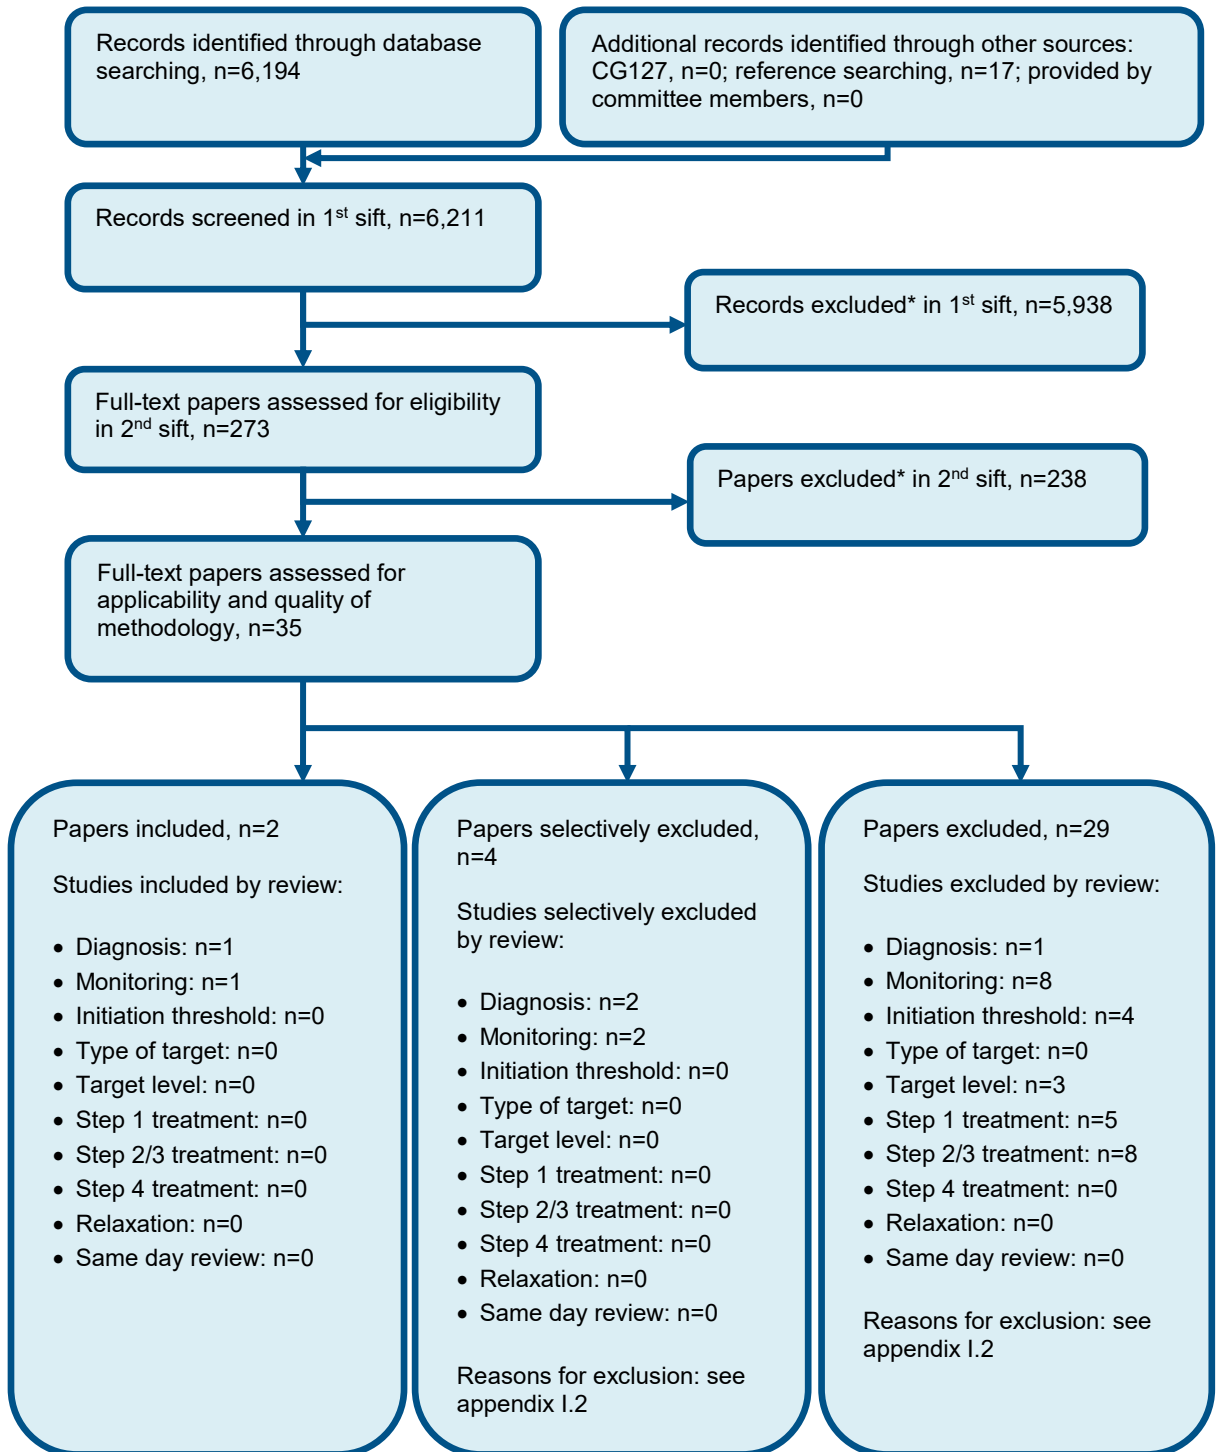 Records identified through database
searching, n=6,194
Additional records identified through other sources:
CG127, n=0; reference searching, n=17; provided by
committee members, n=0
Records screened in 1st sift, n=6,211
Records excluded* in 1st sift, n=5,938
Full-text papers assessed for eligibility
in 2nd sift, n=273
Papers excluded* in 2nd sift, n=238
Full-text papers assessed for
applicability and quality of
methodology, n=35
Papers included, n=2
Studies included by review:
• Diagnosis: n=1
• Monitoring: n=1
• Initiation threshold: n=0
• Type of target: n=0
• Target level: n=0
• Step 1 treatment: n=0
• Step 2/3 treatment: n=0
• Step 4 treatment: n=0
• Relaxation: n=0
• Same day review: n=0
Papers selectively excluded,
n=4
Studies selectively excluded
by review:
• Diagnosis: n=2
• Monitoring: n=2
• Initiation threshold: n=0
• Type of target: n=0
• Target level: n=0
• Step 1 treatment: n=0
• Step 2/3 treatment: n=0
• Step 4 treatment: n=0
• Relaxation: n=0
• Same day review: n=0
Reasons for exclusion: see
appendix I.2
Papers excluded, n=29
Studies excluded by review:
• Diagnosis: n=1
• Monitoring: n=8
• Initiation threshold: n=4
• Type of target: n=0
• Target level: n=3
• Step 1 treatment: n=5
• Step 2/3 treatment: n=8
• Step 4 treatment: n=0
• Relaxation: n=0
• Same day review: n=0
Reasons for exclusion: see
appendix I.2